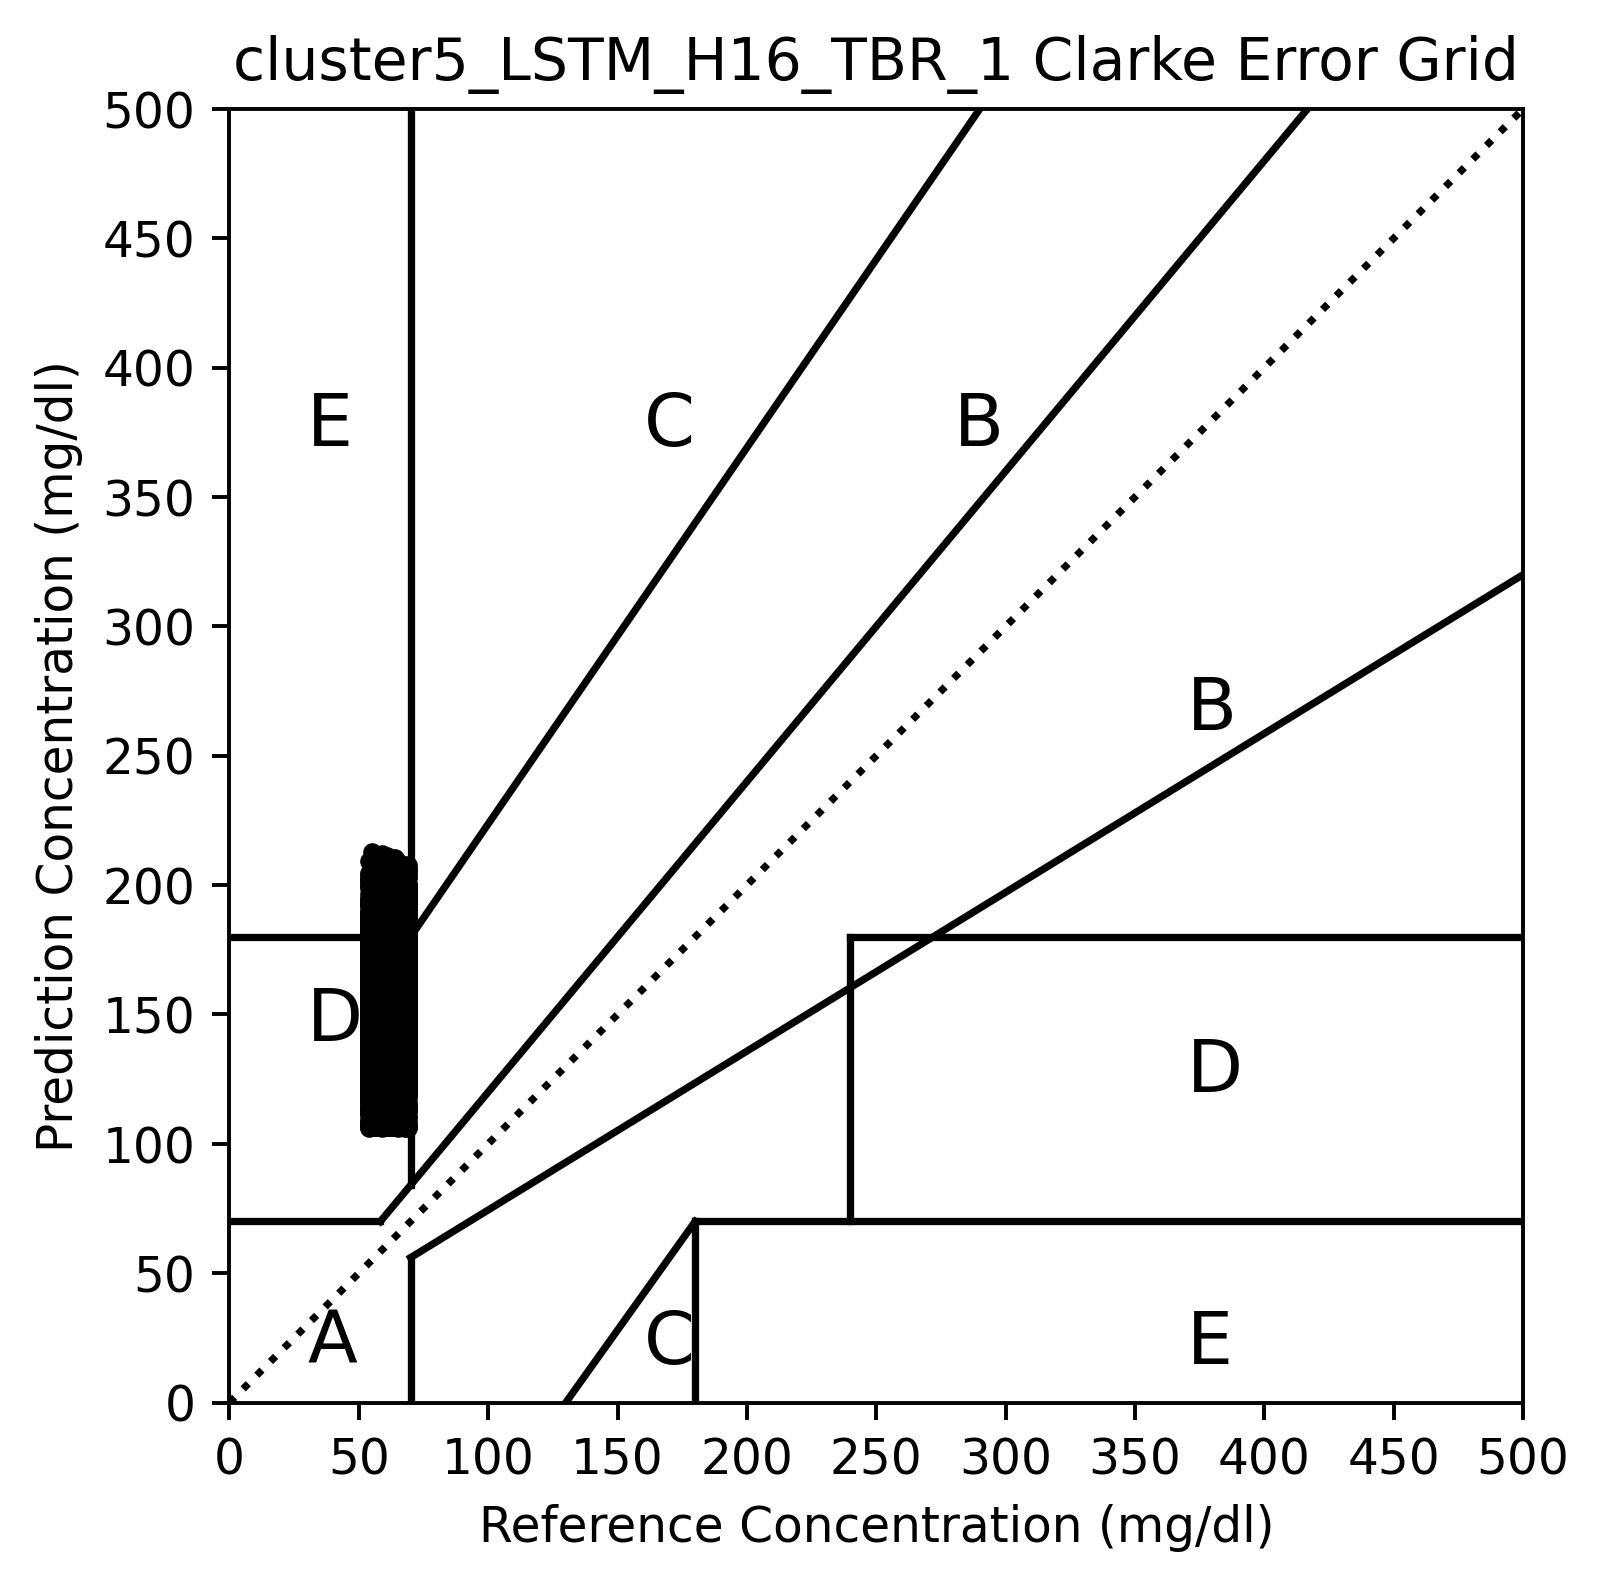 cluster5_LSTM_H16_TBR_1 Clarke Error Grid
500
450
400
350
300
250
200
150
100
50
0
Prediction Concentration (mg/dl)
E
C
B
B
D
D
A
C
E
0
50
100
150
200
250
300
350
400
450
500
Reference Concentration (mg/dl)